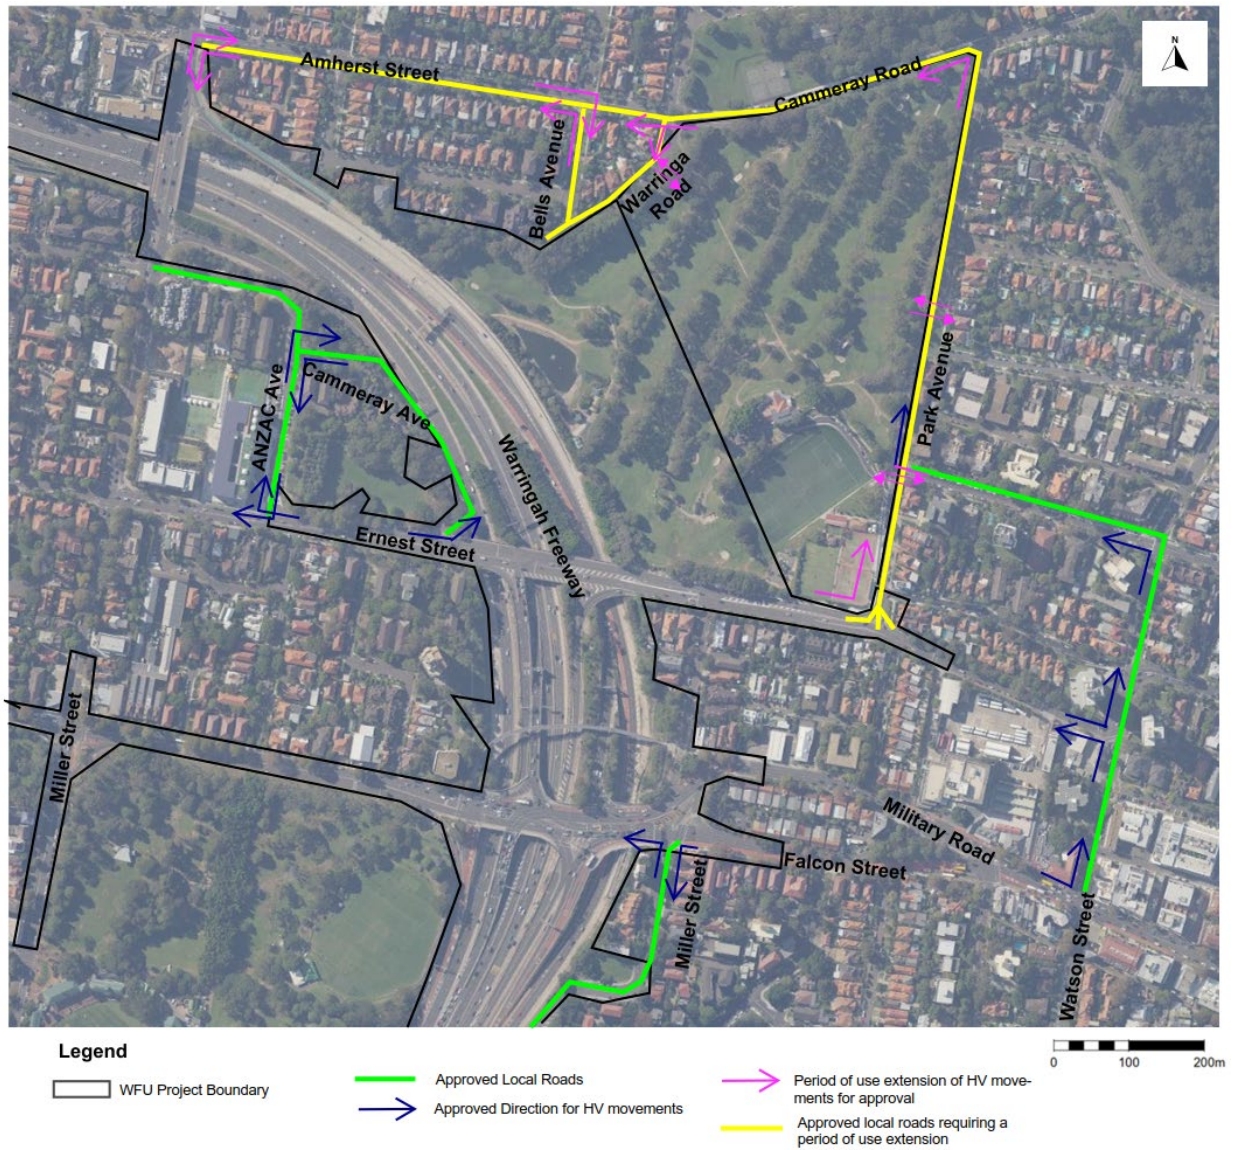 N
Amherst Street
Cammeray Road
Bells Avenue
Warringa
Road
Park Avenue
ANZAC Ave
Cammeray Ave
Warringah Freeway
Ernest Street
Miller Street
Military Road
Falcon Street
Miller Street
Watson Street
Legend
WFU Project Boundary
Approved Local Roads
Approved Direction for HV movements
Period of use extension of HV move-
ments for approval
Approved local roads requiring a
period of use extension
0 100 200m